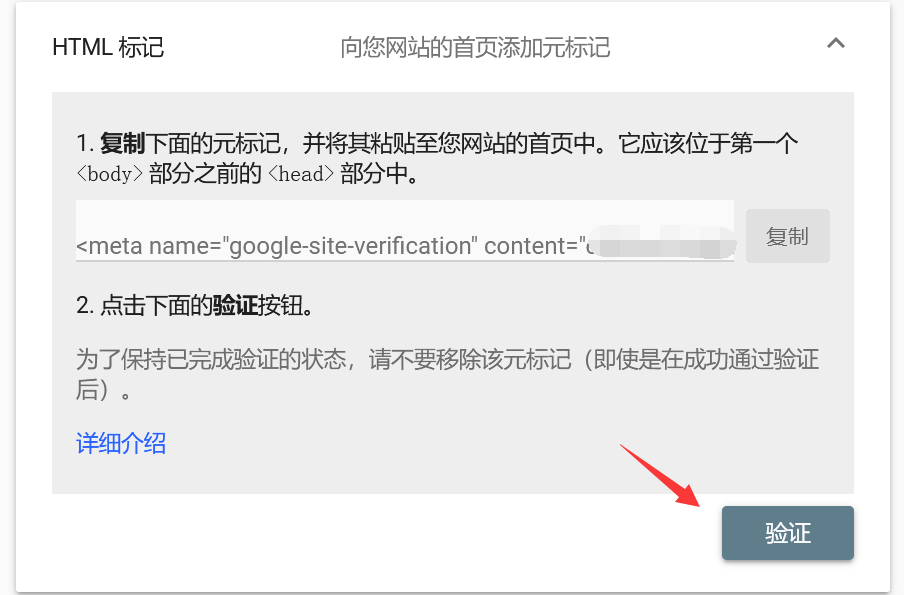 HTML 标记
向您网站的首页添加元标记
1. 复制下面的元标记，并将其粘贴至您网站的首页中。它应该位于第一个
<body> 部分之前的 <head> 部分中。
<meta name="google-site-verification" content="
复制
2. 点击下面的验证按钮。
为了保持已完成验证的状态，请不要移除该元标记（即使是在成功通过验证
后）。
详细介绍
验证